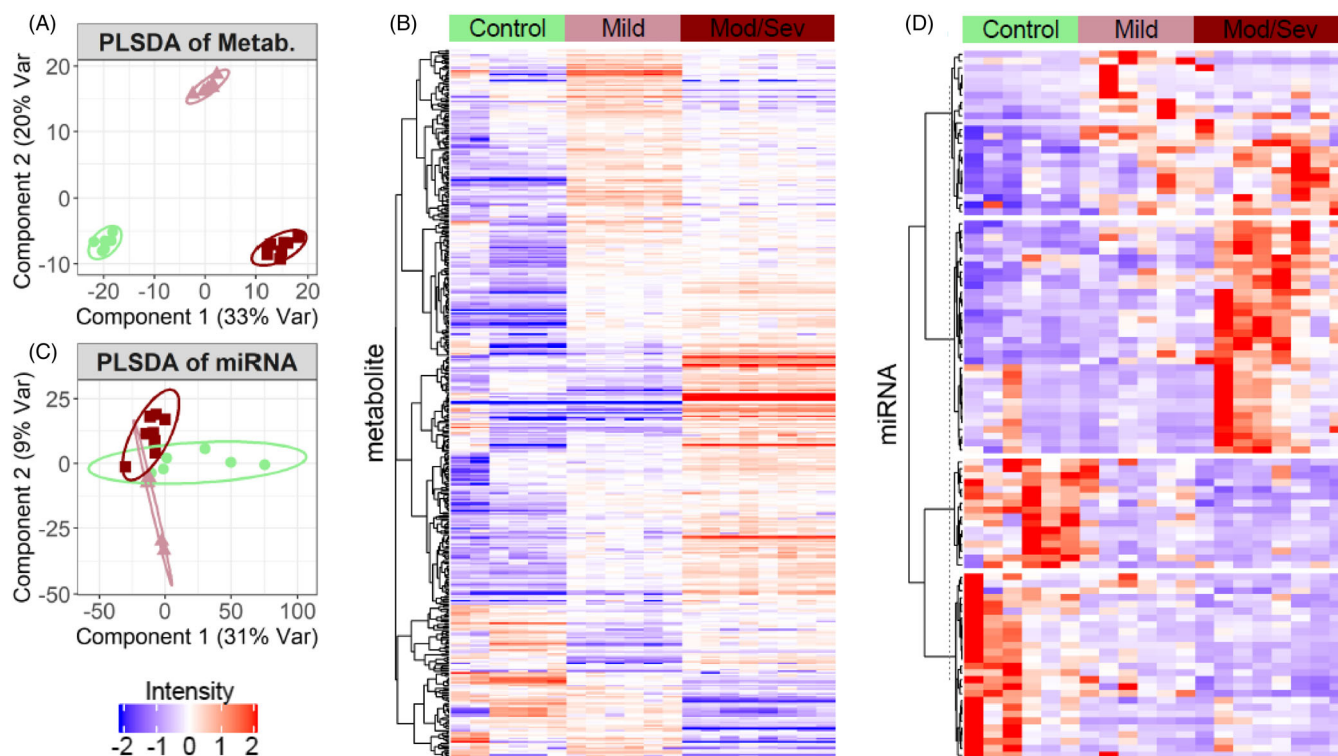 (A)
PLSDA of Metab.
Component 2 (20% Var
20
10
0
-10
-20
-10
0
10
20
Component 1 (33% Var)
(C)
PLSDA of miRNA
Component 2 (9% Var)
25
0
-25
-50
-50
0
50
100
Component 1 (31% Var)
Intensity
-2 -1 0 1 2
(B)
Control Mild Mod/Sev
metabolite
(D)
Control Mild Mod/Sev
miRNA